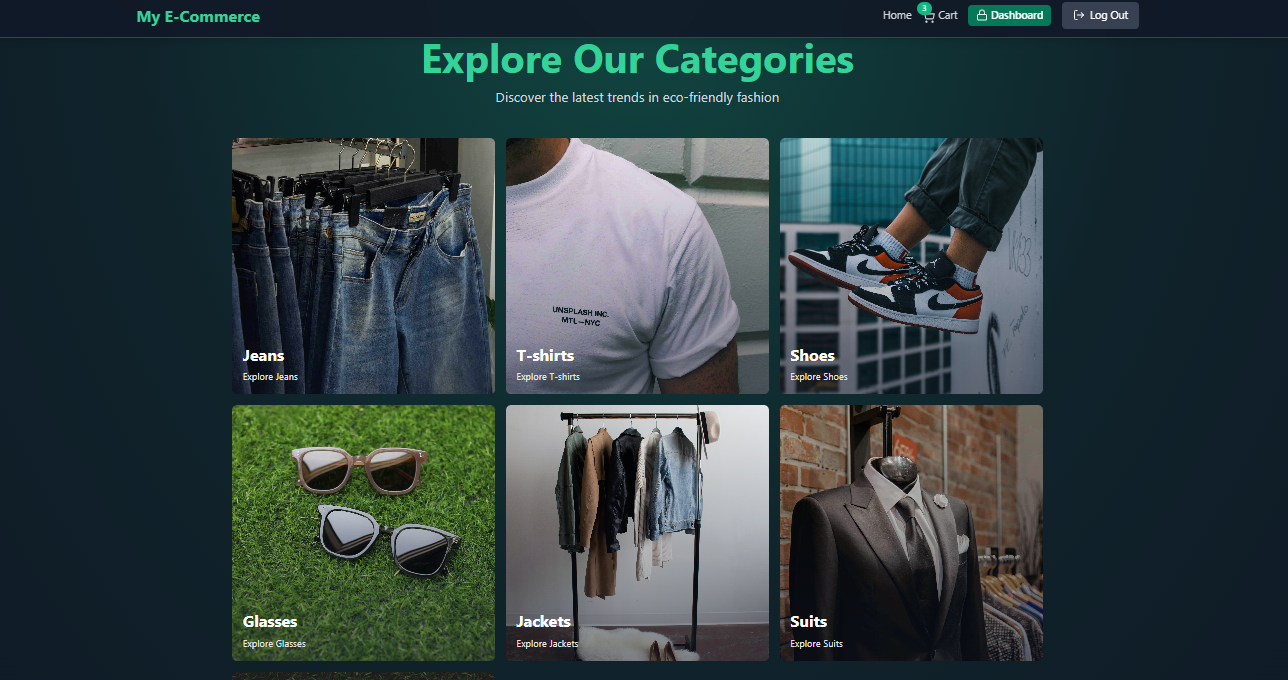 My E-Commerce
Home
3
Cart
Dashboard
Log Out
Explore Our Categories
Discover the latest trends in eco-friendly fashion
UNSPLASH INC.
MTL—NYC
Jeans
Explore Jeans
T-shirts
Explore T-shirts
Shoes
Explore Shoes
Glasses
Explore Glasses
Jackets
Explore Jackets
Suits
Explore Suits